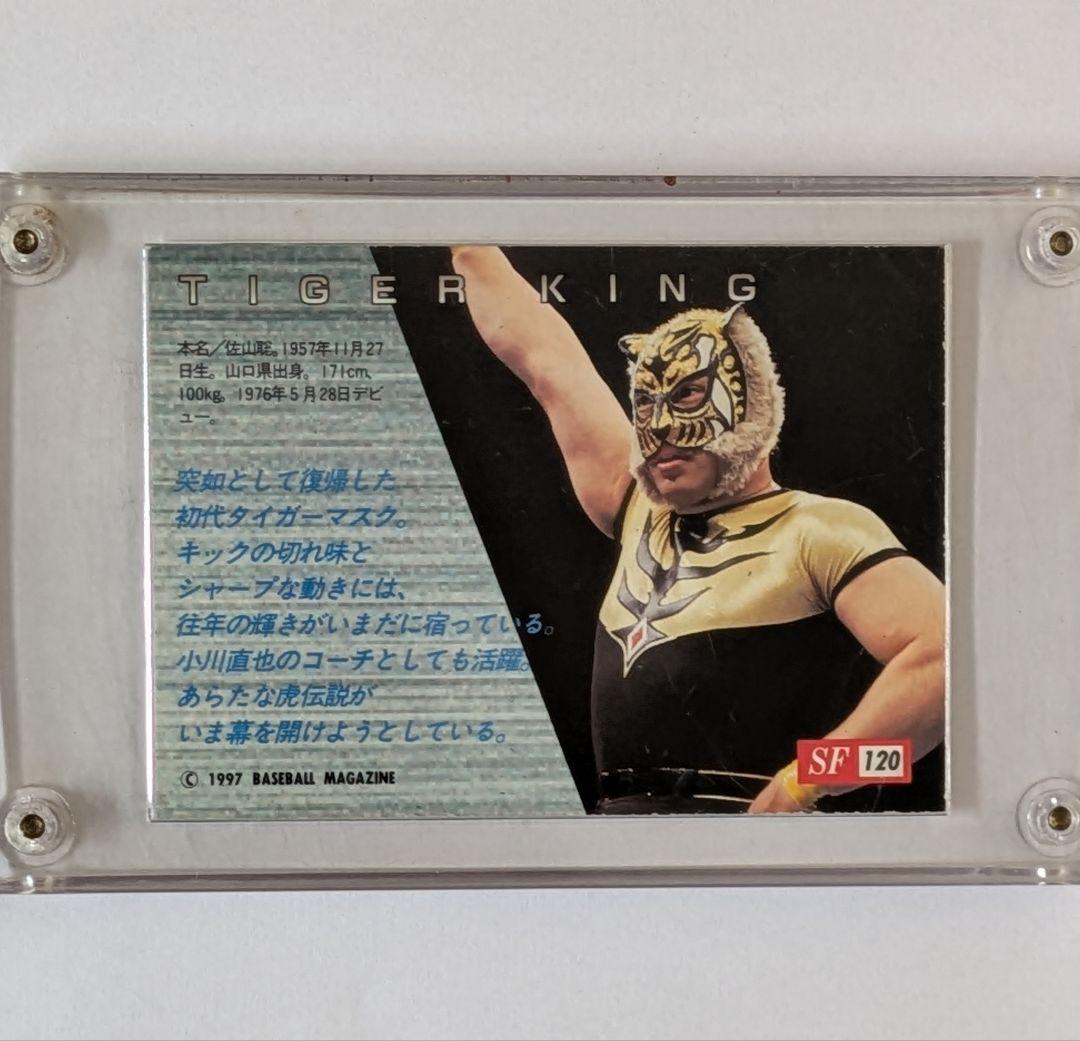 TIGER KING
本名／佐山聡。1957年11月27
日生。山口県出身。171cm、
100kg。1976年5月28日デビ
ュー。
突如として復帰した
初代タイガーマスク。
キックの切れ味と
シャープな動きには、
往年の輝きがいまだに宿っている。
小川直也のコーチとしても活躍。
あらたな虎伝説が
いま幕を開けようとしている。
© 1997 BASEBALL MAGAZINE
SF 120